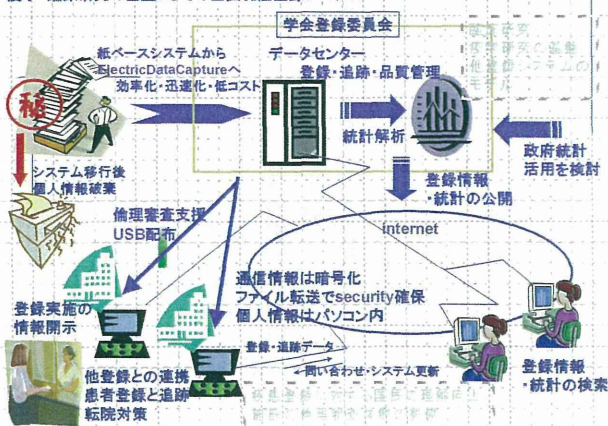 学会登録委員会
紙ベースシステムから
ElectricDataCaptureへ
効率化・迅速化・低コスト
データセンター
登録・追跡・品質管理
秘
統計解析
政府統計
活用を検討
システム移行後
個人情報破棄
登録情報
・統計の公開
倫理審査支援
USB配布
internet
通信情報は暗号化
ファイル転送でsecurity確保
個人情報はパソコン内
登録実施の
情報開示
登録・追跡データ
問い合わせ・システム更新
他登録との連携
患者登録と追跡
転院対策
登録情報
・統計の検索